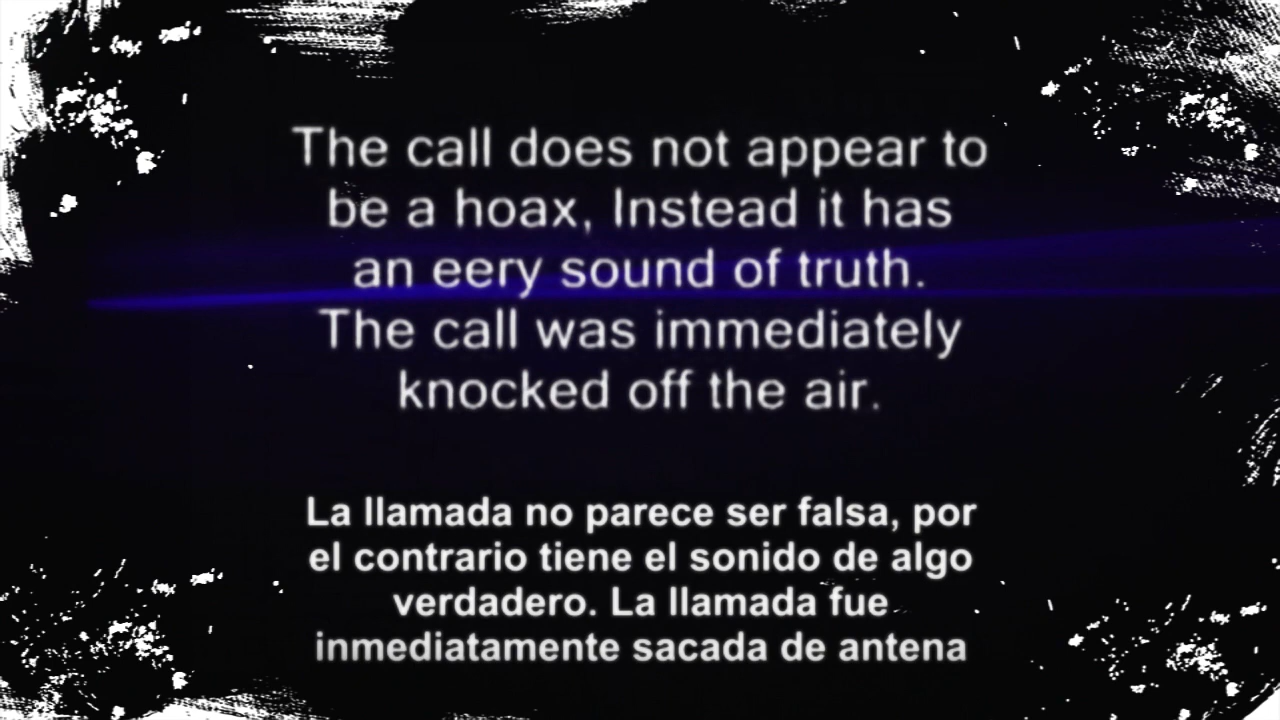 The call does not appear to
be a hoax, Instead it has
an eery sound of truth.
The call was immediately
knocked off the air.
La llamada no parece ser falsa, por
el contrario tiene el sonido de algo
verdadero. La llamada fue
inmediatamente sacada de antena